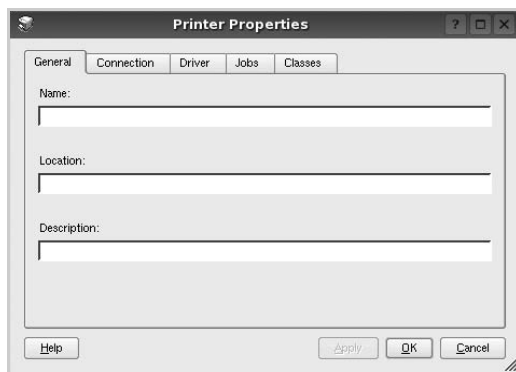 Printer Properties
General Connection Driver Jobs Classes
Name:
Location:
Description:
Help Apply OK Cancel